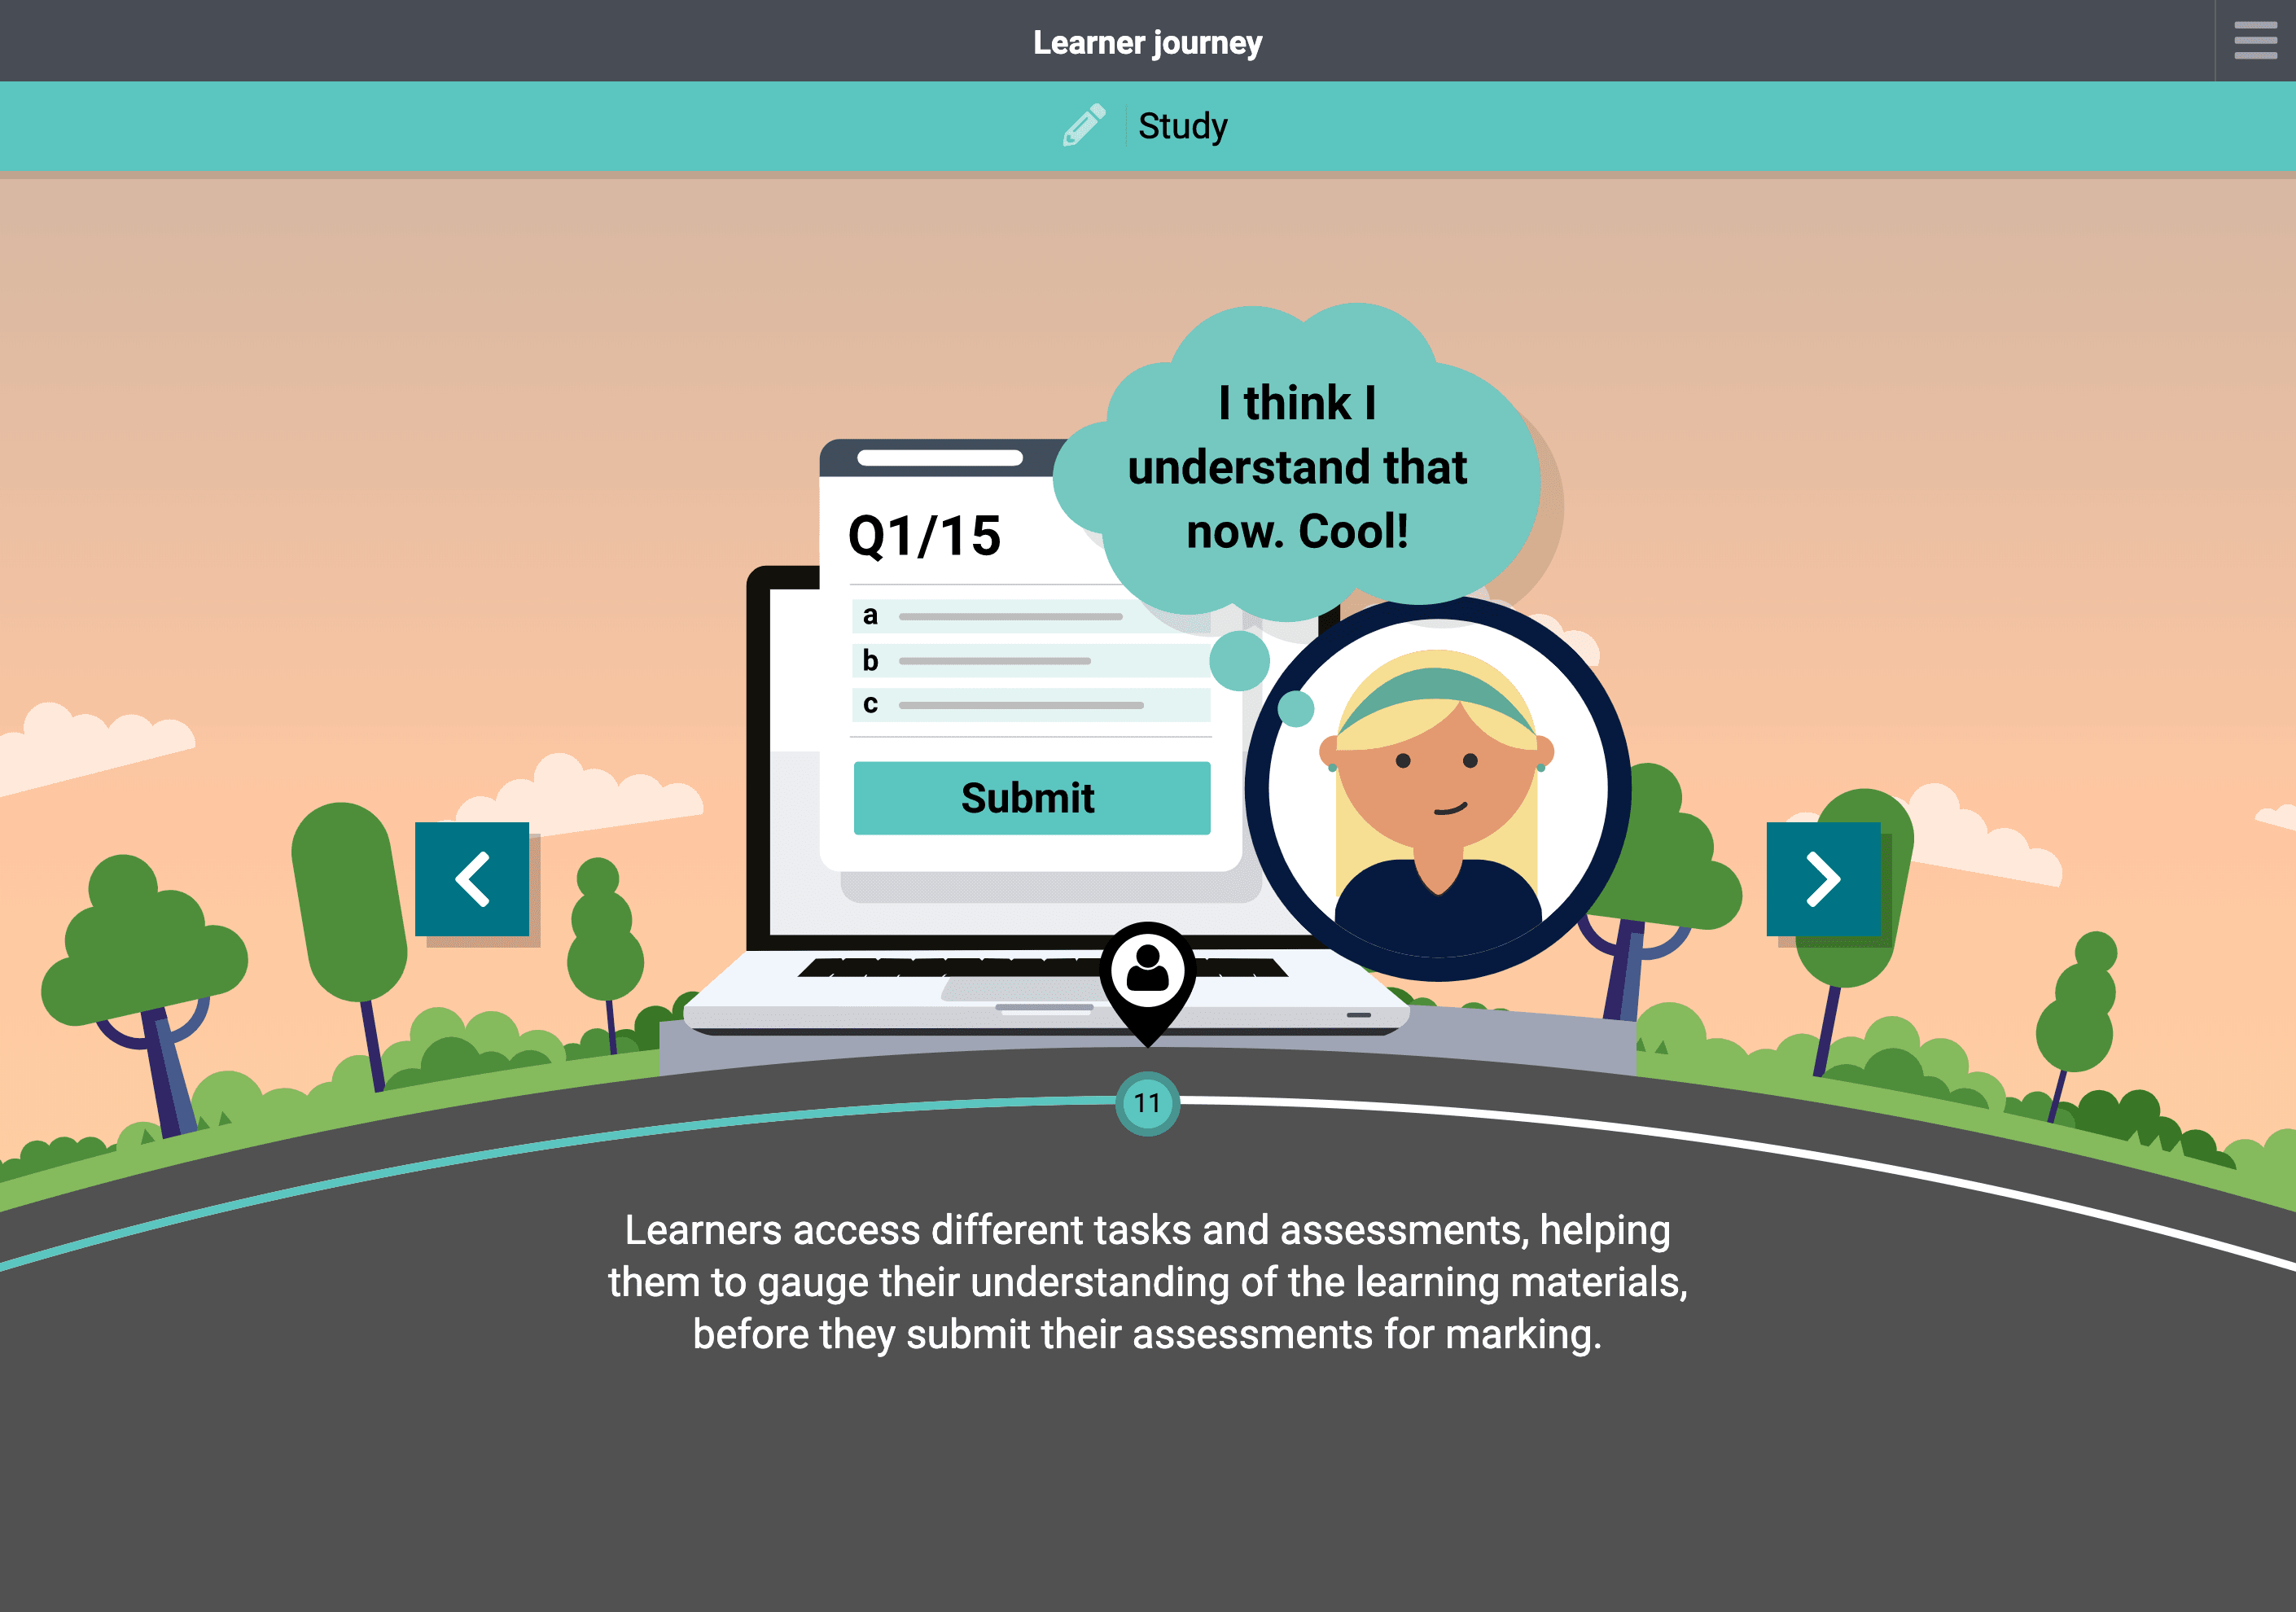 Learner journey
Study
I think I
understand that
now. Cool!
Q1/15
a
b
c
Submit
11
Learners access different tasks and assessments, helping
them to gauge their understanding of the learning materials,
before they submit their assessments for marking.